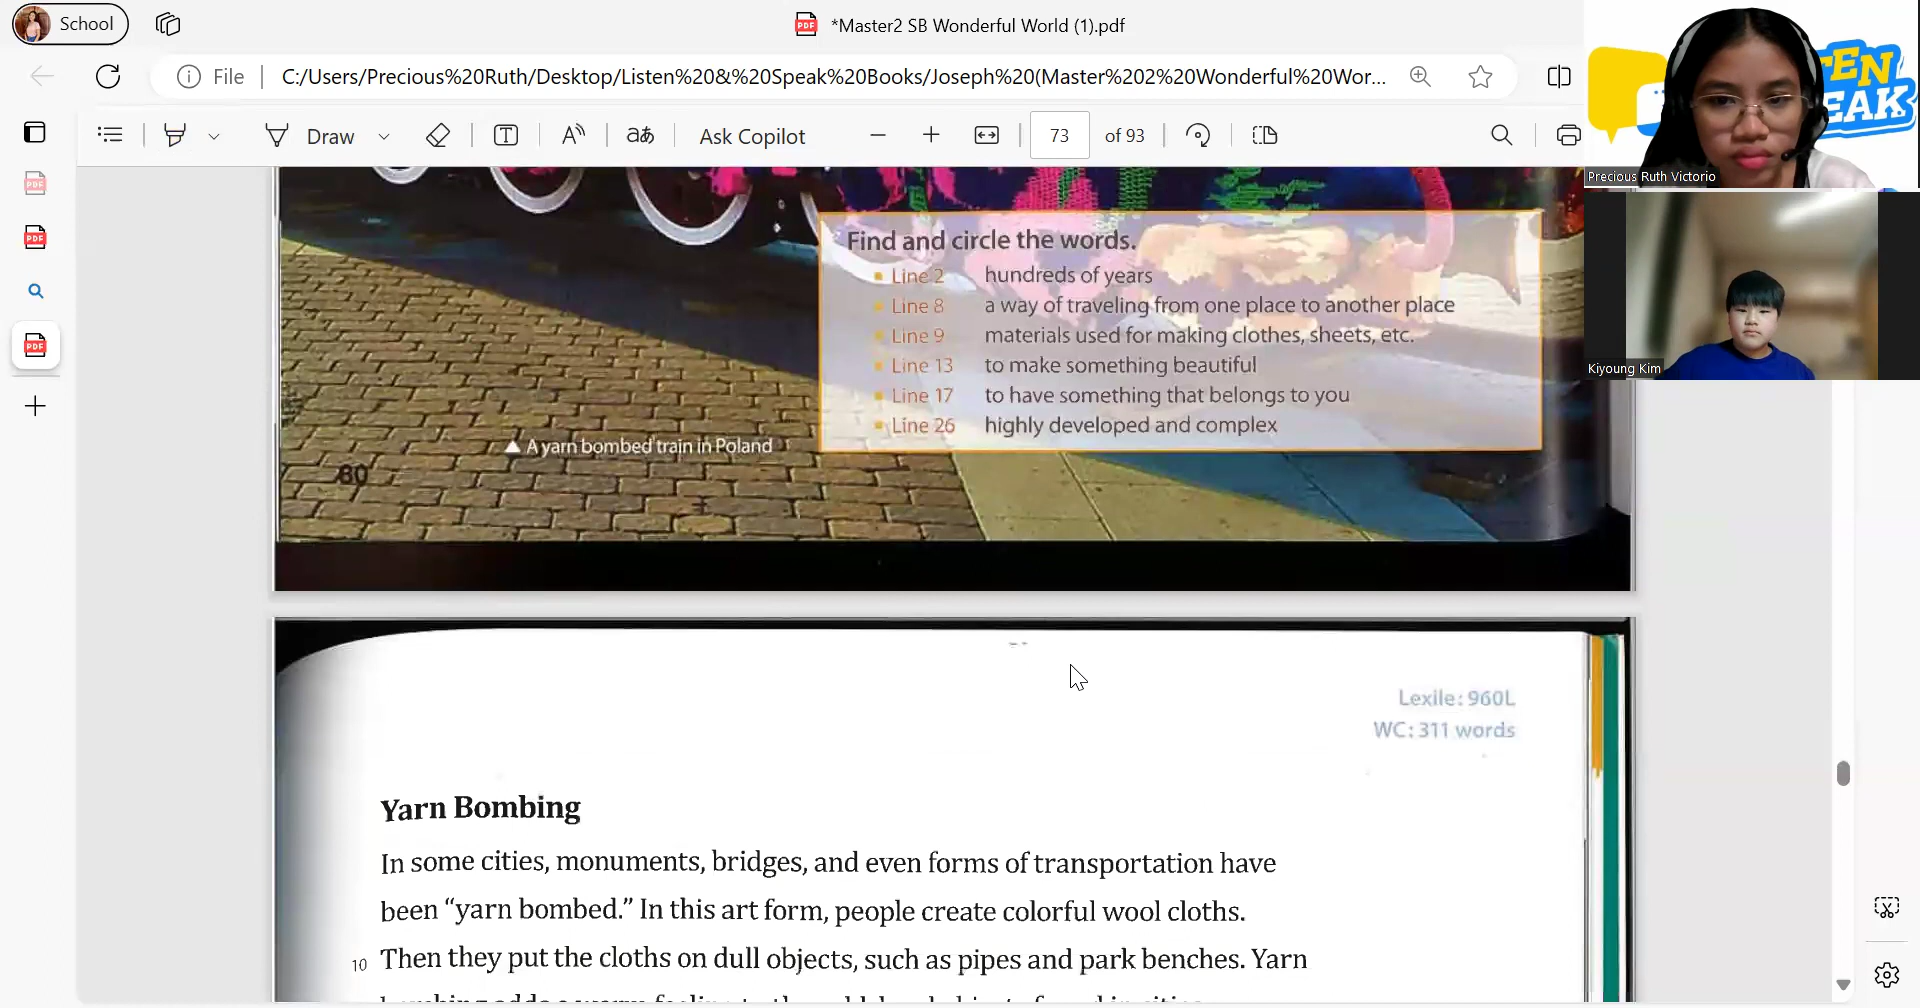 School
*Master2 SB Wonderful World (1).pdf
File
C:/Users/Precious%20Ruth/Desktop/Listen%20&%20Speak%20Books/Joseph%20(Master%202%20Wonderful%20Wor...
Draw
Ask Copilot
73
of 93
EN
EAK
Precious Ruth Victorio
Kiyoung Kim
Find and circle the words.
Line 2 hundreds of years
Line 8 a way of traveling from one place to another place
Line 9 materials used for making clothes, sheets, etc.
Line 13 to make something beautiful
Line 17 to have something that belongs to you
Line 26 highly developed and complex
▲ A yarn bombed train in Poland
80
Lexile: 960L
WC: 311 words
Yarn Bombing
In some cities, monuments, bridges, and even forms of transportation have
been “yarn bombed.” In this art form, people create colorful wool cloths.
10 Then they put the cloths on dull objects, such as pipes and park benches. Yarn